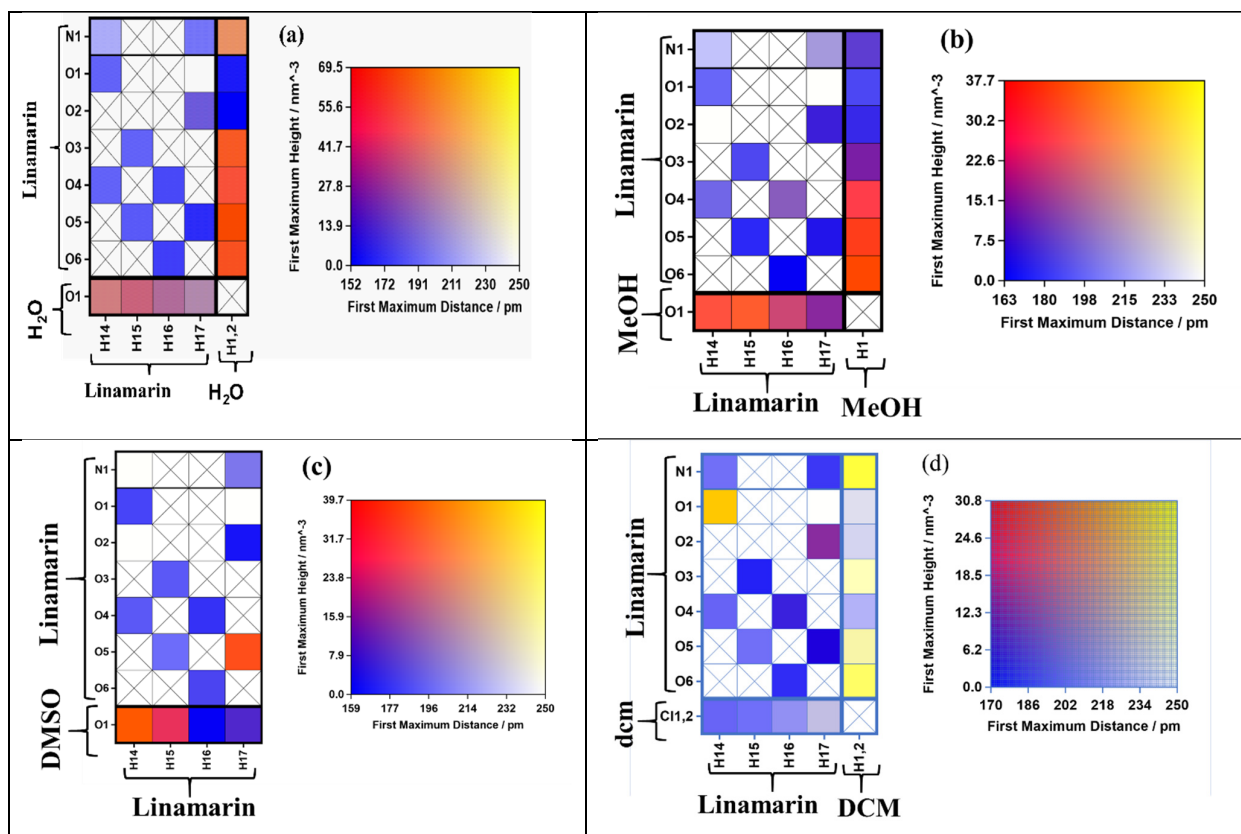 (a)
Linamarin
N1
O1
O2
O3
O4
O5
O6
H₂O
O1
H14
H15
H16
H17
H1,2
Linamarin
H₂O
First Maximum Height / nm^-3
69.5
55.6
41.7
27.8
13.9
0.0
152 172 191 211 230 250
First Maximum Distance / pm
(b)
Linamarin
N1
O1
O2
O3
O4
O5
O6
MeOH
O1
H14
H15
H16
H17
H1
Linamarin
MeOH
First Maximum Height / nm^-3
37.7
30.2
22.6
15.1
7.5
0.0
163 180 198 215 233 250
First Maximum Distance / pm
(c)
Linamarin
N1
O1
O2
O3
O4
O5
O6
DMSO
O1
H14
H15
H16
H17
Linamarin
First Maximum Height / nm^-3
39.7
31.7
23.8
15.9
7.9
0.0
159 177 196 214 232 250
First Maximum Distance / pm
(d)
Linamarin
N1
O1
O2
O3
O4
O5
O6
dcm
Cl1,2
H14
H15
H16
H17
H1,2
Linamarin
DCM
First Maximum Height / nm^-3
30.8
24.6
18.5
12.3
6.2
0.0
170 186 202 218 234 250
First Maximum Distance / pm